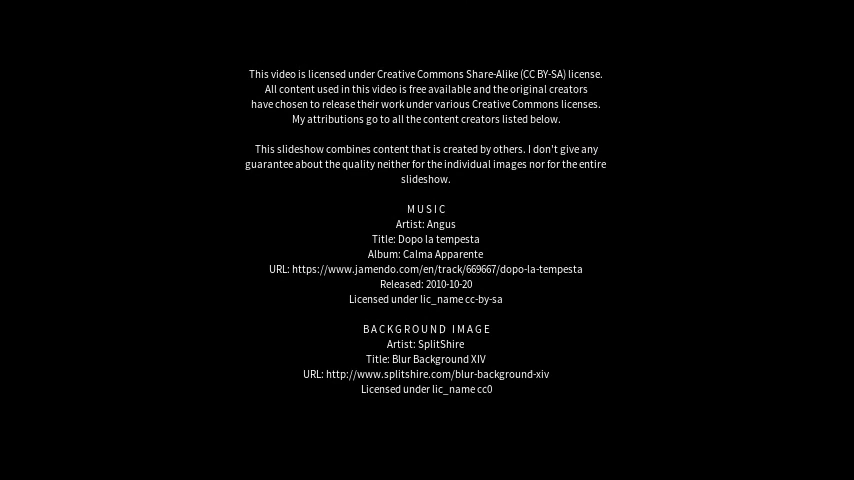 This video is licensed under Creative Commons Share-Alike (CC BY-SA) license.
All content used in this video is free available and the original creators
have chosen to release their work under various Creative Commons licenses.
My attributions go to all the content creators listed below.
This slideshow combines content that is created by others. I don't give any
guarantee about the quality neither for the individual images nor for the entire
slideshow.
MUSIC
Artist: Angus
Title: Dopo la tempesta
Album: Calma Apparente
URL: https://www.jamendo.com/en/track/669667/dopo-la-tempesta
Released: 2010-10-20
Licensed under lic_name cc-by-sa
BACKGROUND IMAGE
Artist: SplitShire
Title: Blur Background XIV
URL: http://www.splitshire.com/blur-background-xiv
Licensed under lic_name cc0